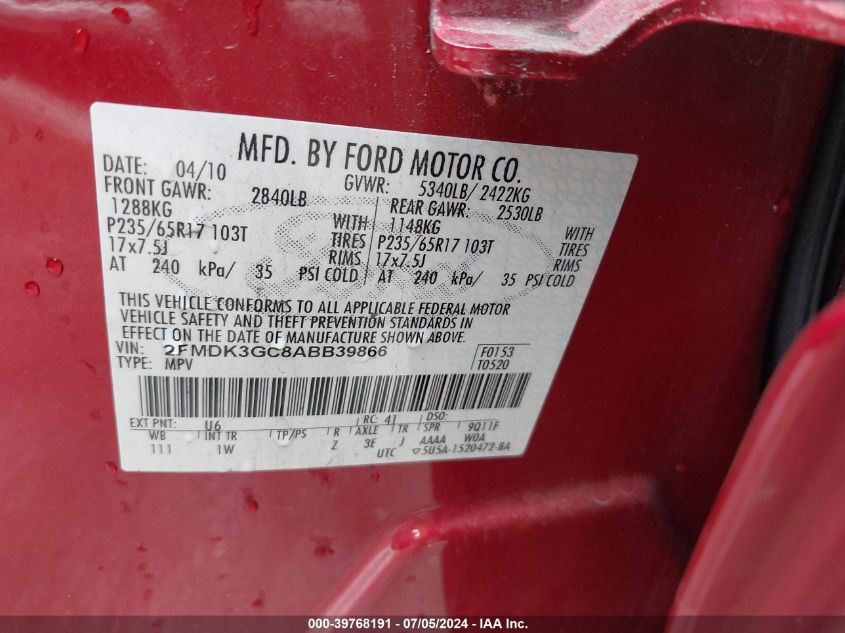 MFD. BY FORD MOTOR CO.
DATE: 04/10 GVWR: 5340LB/ 2422KG
FRONT GAWR: 2840LB REAR GAWR: 2530LB
1288KG WITH 1148KG WITH
P235/65R17 103T TIRES P235/65R17 103T TIRES
17x7.5J RIMS 17x7.5J RIMS
AT 240 kPa/ 35 PSI COLD AT 240 kPa/ 35 PSI COLD
THIS VEHICLE CONFORMS TO ALL APPLICABLE FEDERAL MOTOR
VEHICLE SAFETY AND THEFT PREVENTION STANDARDS IN
EFFECT ON THE DATE OF MANUFACTURE SHOWN ABOVE.
VIN: 2FMDK3GC8ABB39866 F0153
TYPE: MPV T0520
EXT PNT: U6 RC: 41 DSO:
WB INT TR TP/PS R AXLE TR SPR 9Q11F
111 1W Z 3E J AAAA W0A
UTC 5U5A-1520472-BA
000-39768191 - 07/05/2024 - IAA Inc.